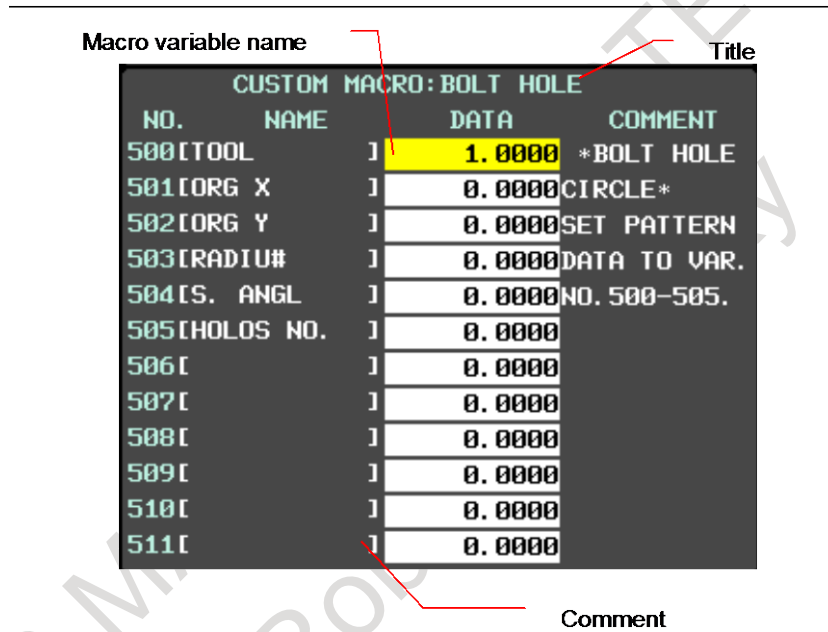 Macro variable name
Title
CUSTOM MACRO:BOLT HOLE
NO. NAME DATA COMMENT
500[TOOL ] 1.0000 *BOLT HOLE
501[ORG X ] 0.0000 CIRCLE*
502[ORG Y ] 0.0000 SET PATTERN
503[RADIU# ] 0.0000 DATA TO VAR.
504[S. ANGL ] 0.0000 NO.500-505.
505[HOLOS NO. ] 0.0000
506[ ] 0.0000
507[ ] 0.0000
508[ ] 0.0000
509[ ] 0.0000
510[ ] 0.0000
511[ ] 0.0000
Comment